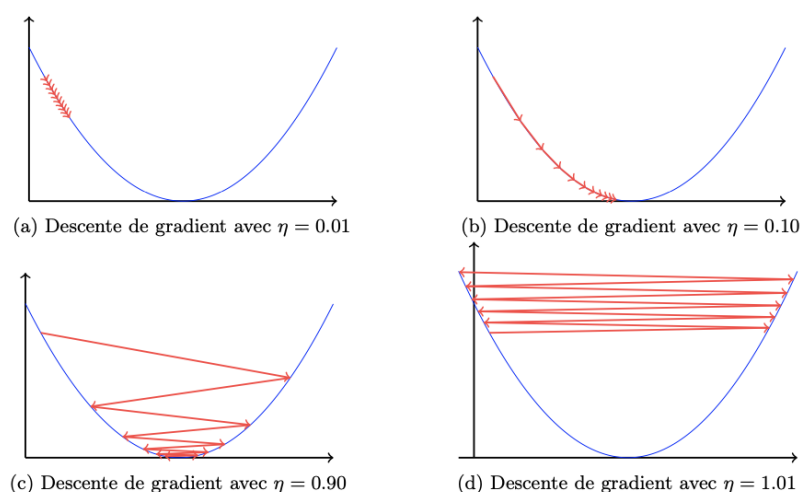 (a) Descente de gradient avec η = 0.01
(b) Descente de gradient avec η = 0.10
(c) Descente de gradient avec η = 0.90
(d) Descente de gradient avec η = 1.01